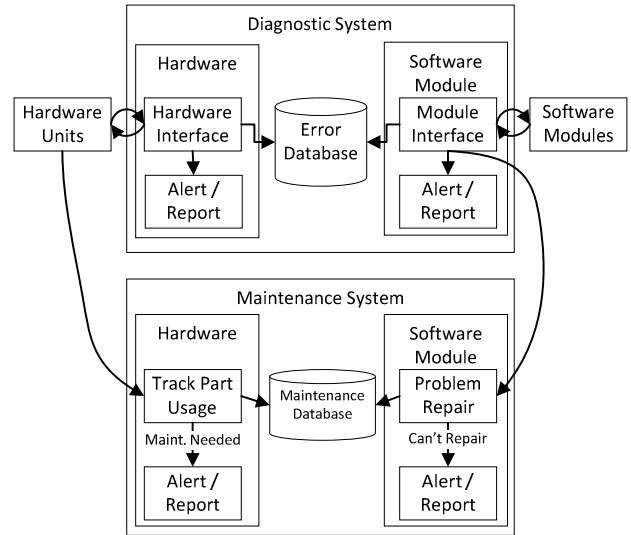 Diagnostic System
Hardware
Software
Module
Hardware
Units
Hardware
Interface
Error
Database
Module
Interface
Software
Modules
Alert /
Report
Alert /
Report
Maintenance System
Hardware
Software
Module
Track Part
Usage
Maintenance
Database
Problem
Repair
Maint. Needed
Can't Repair
Alert /
Report
Alert /
Report